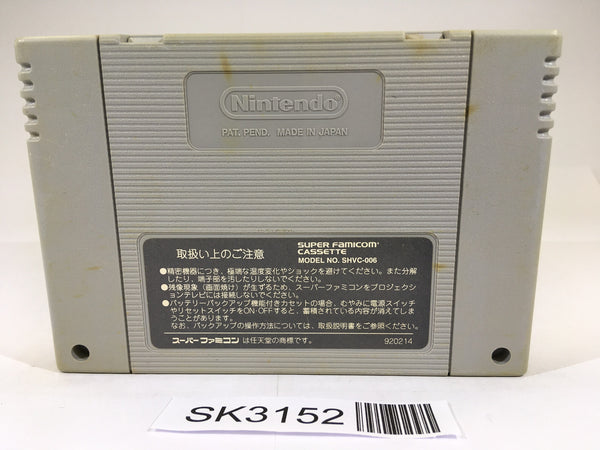 Nintendo
PAT. PEND. MADE IN JAPAN
取扱い上のご注意
SUPER FAMICOM
CASSETTE
MODEL NO. SHVC-006
●精密機器につき、極端な温度変化やショックを避けてください。また分解
したり、端子部を汚したりしないでください。
●残像現象（画面焼け）が生ずるため、スーパーファミコンをプロジェクシ
ョンテレビには接続しないでください。
●バッテリーバックアップ機能付きカセットの場合、むやみに電源スイッチ
やリセットスイッチをON・OFFすると、蓄積されている内容が消えてしま
うことがあります。
なお、バックアップの操作方法については、取扱説明書をご参照ください。
スーパーファミコン は任天堂の商標です。
920214
SK3152